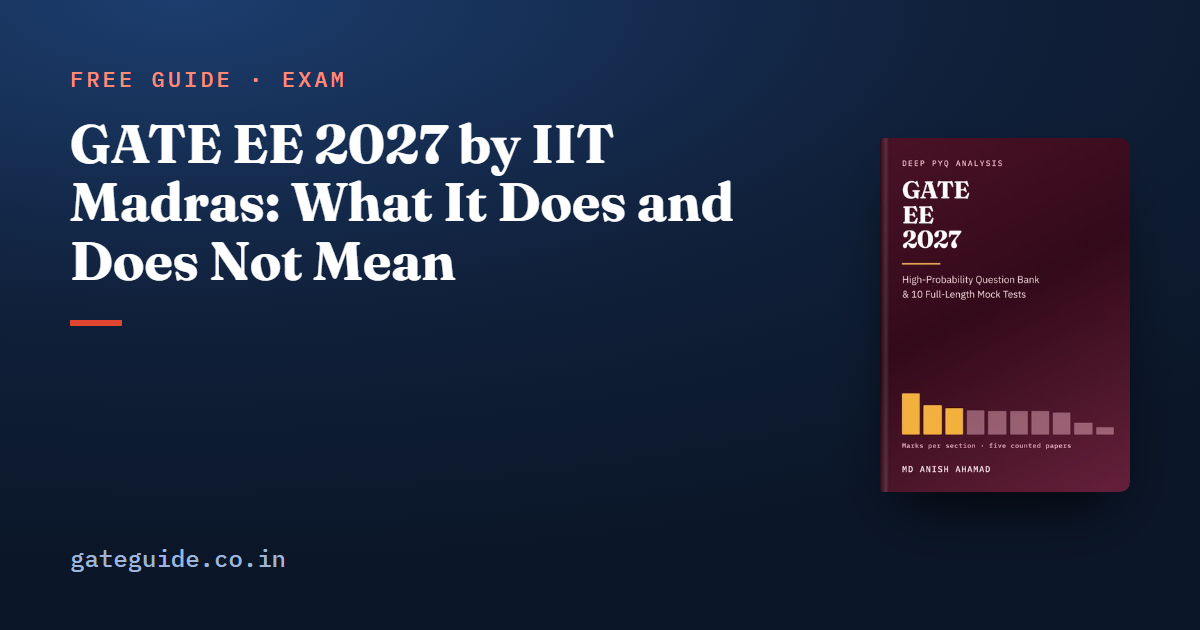 FREE GUIDE · EXAM
GATE EE 2027 by IIT
Madras: What It Does and
Does Not Mean
gateguide.co.in
DEEP PYQ ANALYSIS
GATE
EE
2027
High-Probability Question Bank
& 10 Full-Length Mock Tests
Marks per section · five counted papers
MD ANISH AHAMAD